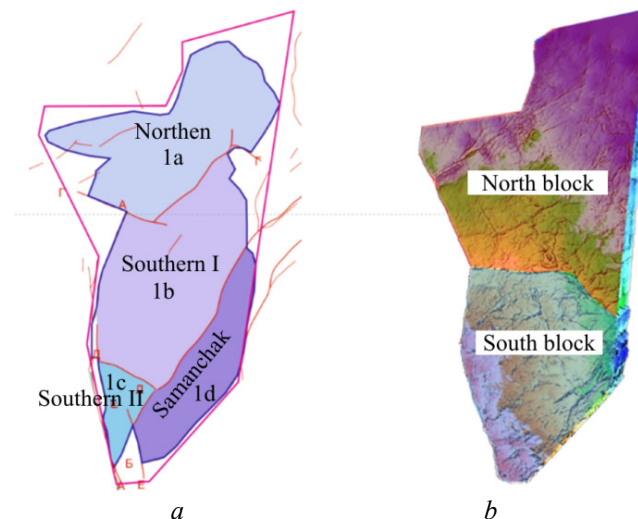 Northen
1a
North block
Г
Г
А
Southern I
1b
South block
Д
1c
Southern II
Samanchak
1d
Б
А
Е
a
b